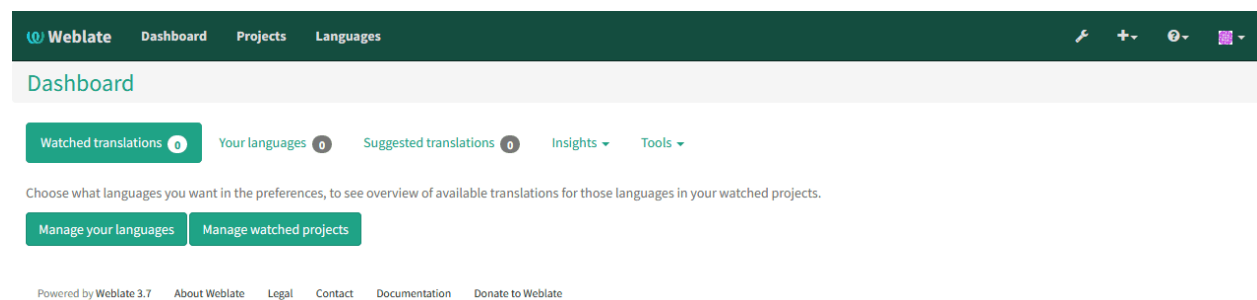 Weblate Dashboard Projects Languages
Dashboard
Watched translations 0 Your languages 0 Suggested translations 0 Insights Tools
Choose what languages you want in the preferences, to see overview of available translations for those languages in your watched projects.
Manage your languages Manage watched projects
Powered by Weblate 3.7 About Weblate Legal Contact Documentation Donate to Weblate